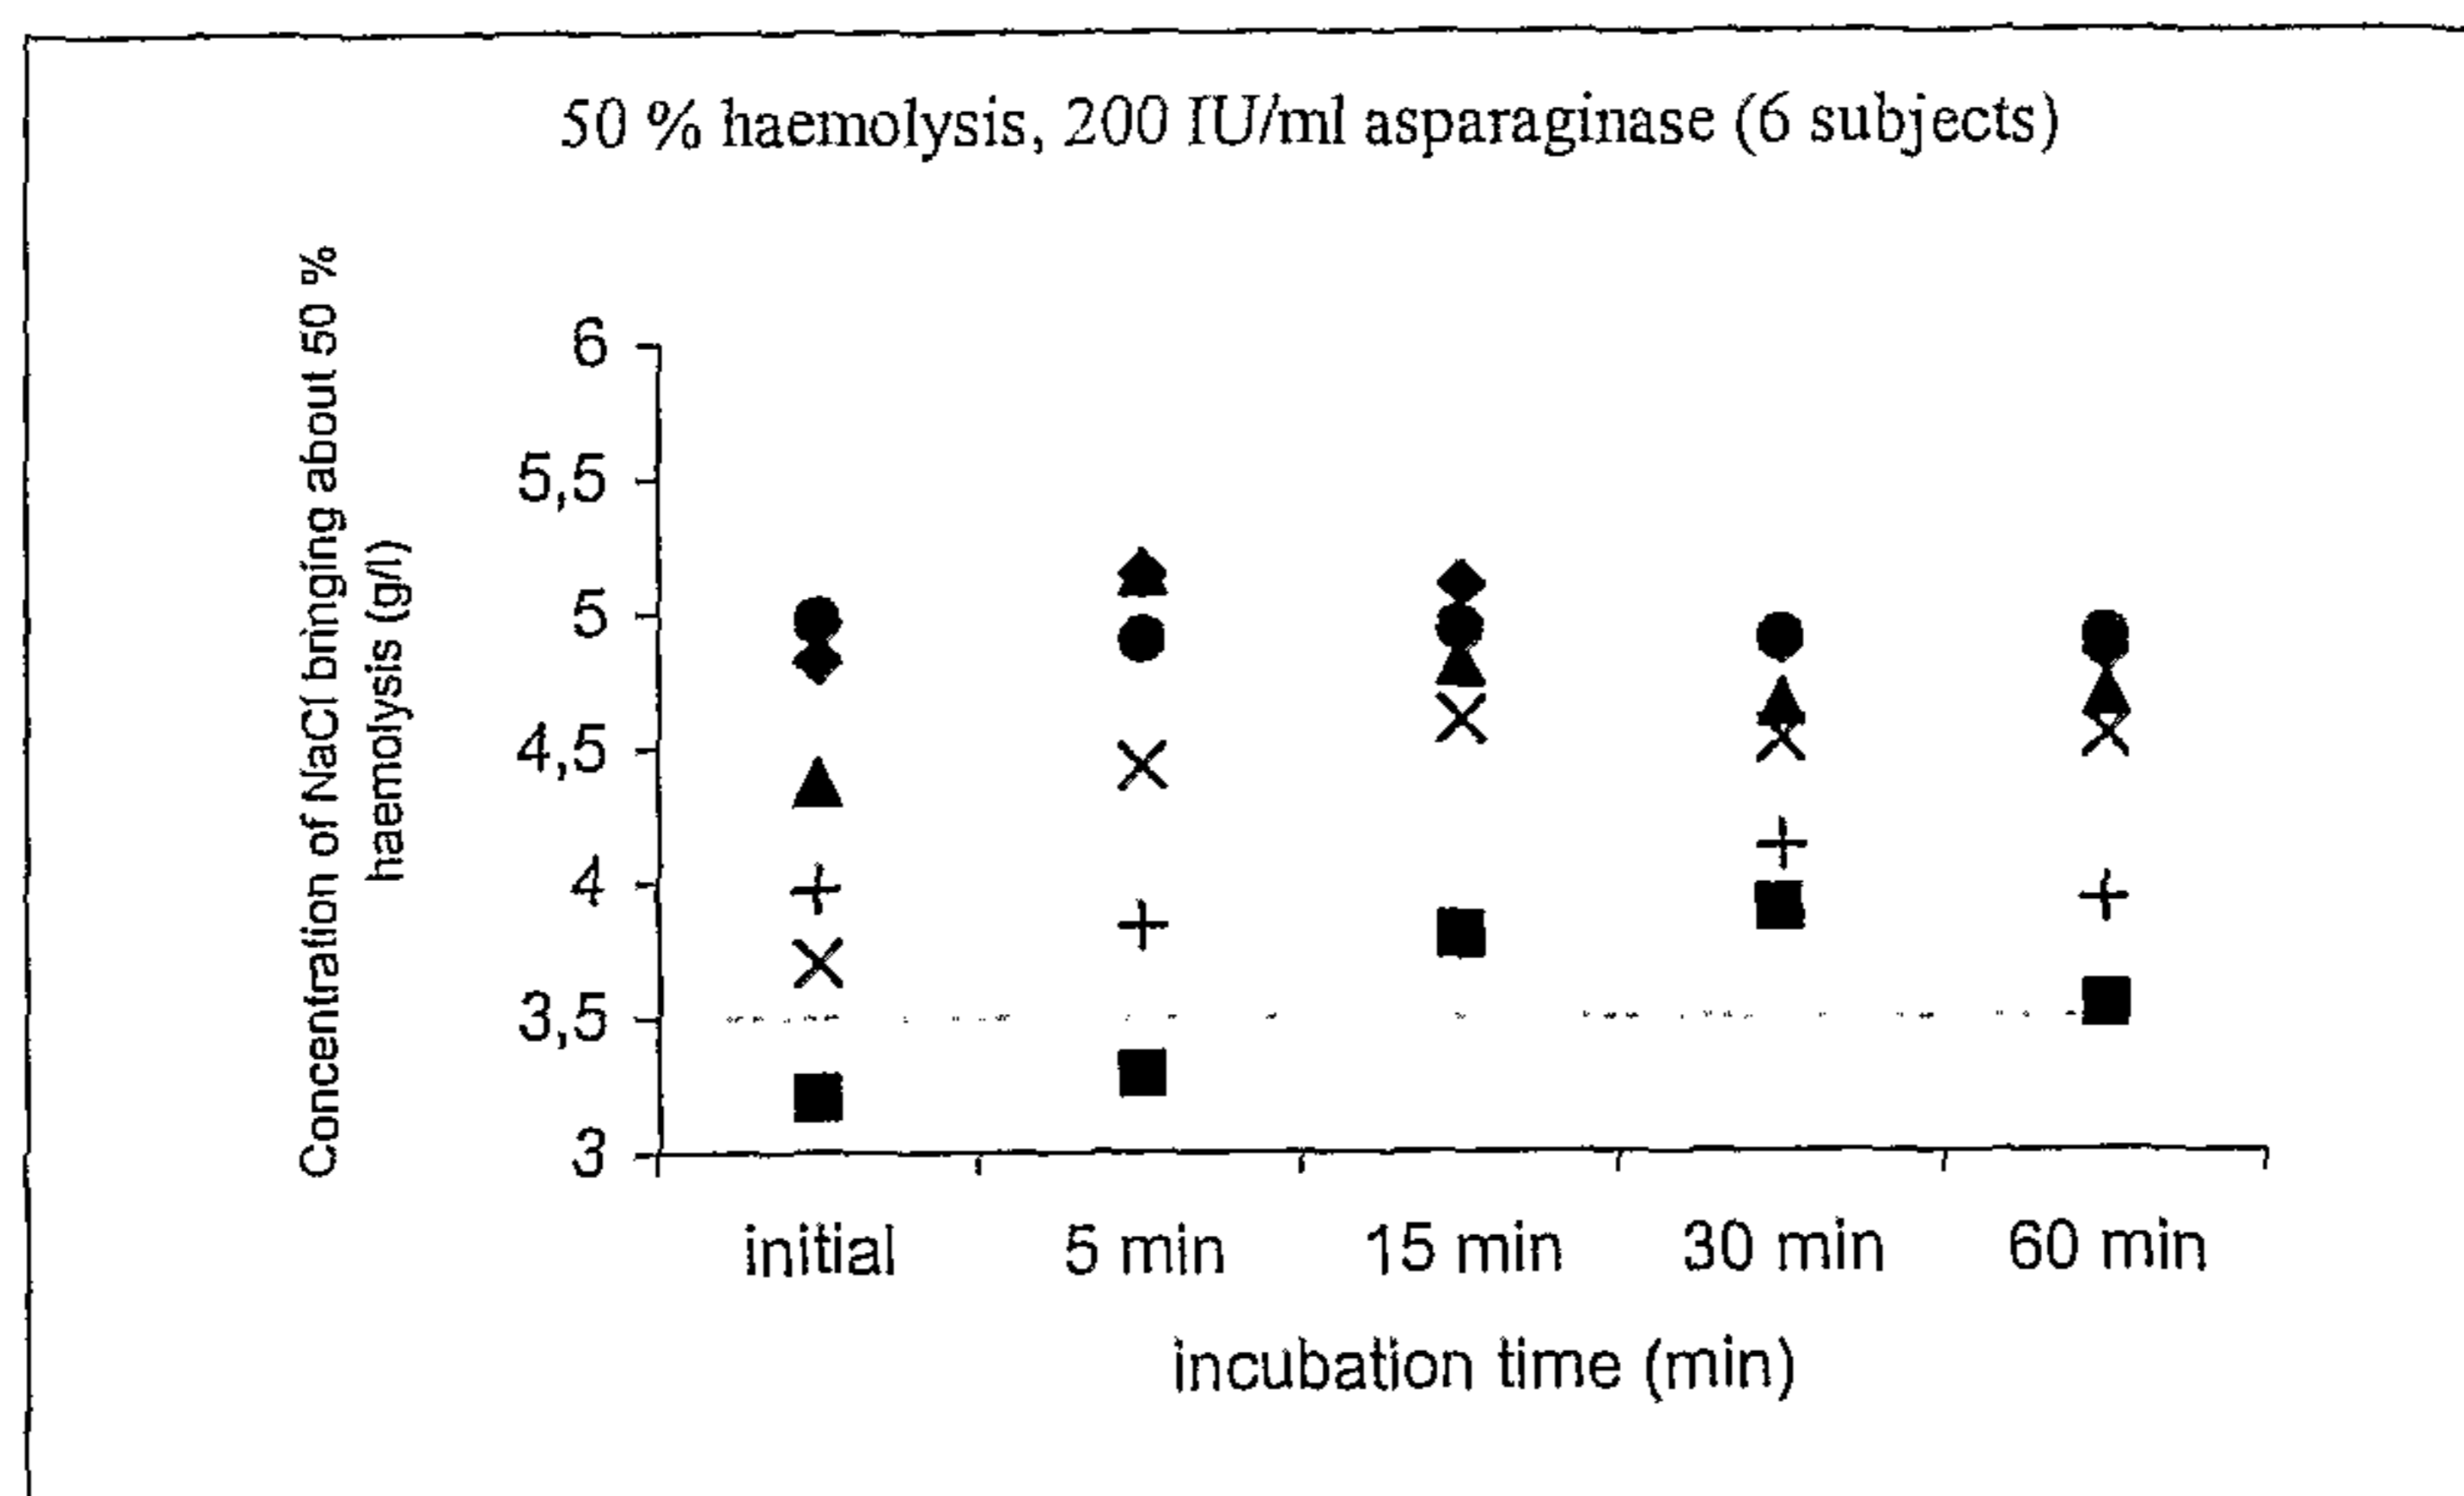 50 % haemolysis, 200 IU/ml asparaginase (6 subjects)
Concentration of NaCl bringing about 50 %
haemolysis (g/l)
6
5,5
5
4,5
4
3,5
3
initial 5 min 15 min 30 min 60 min
incubation time (min)